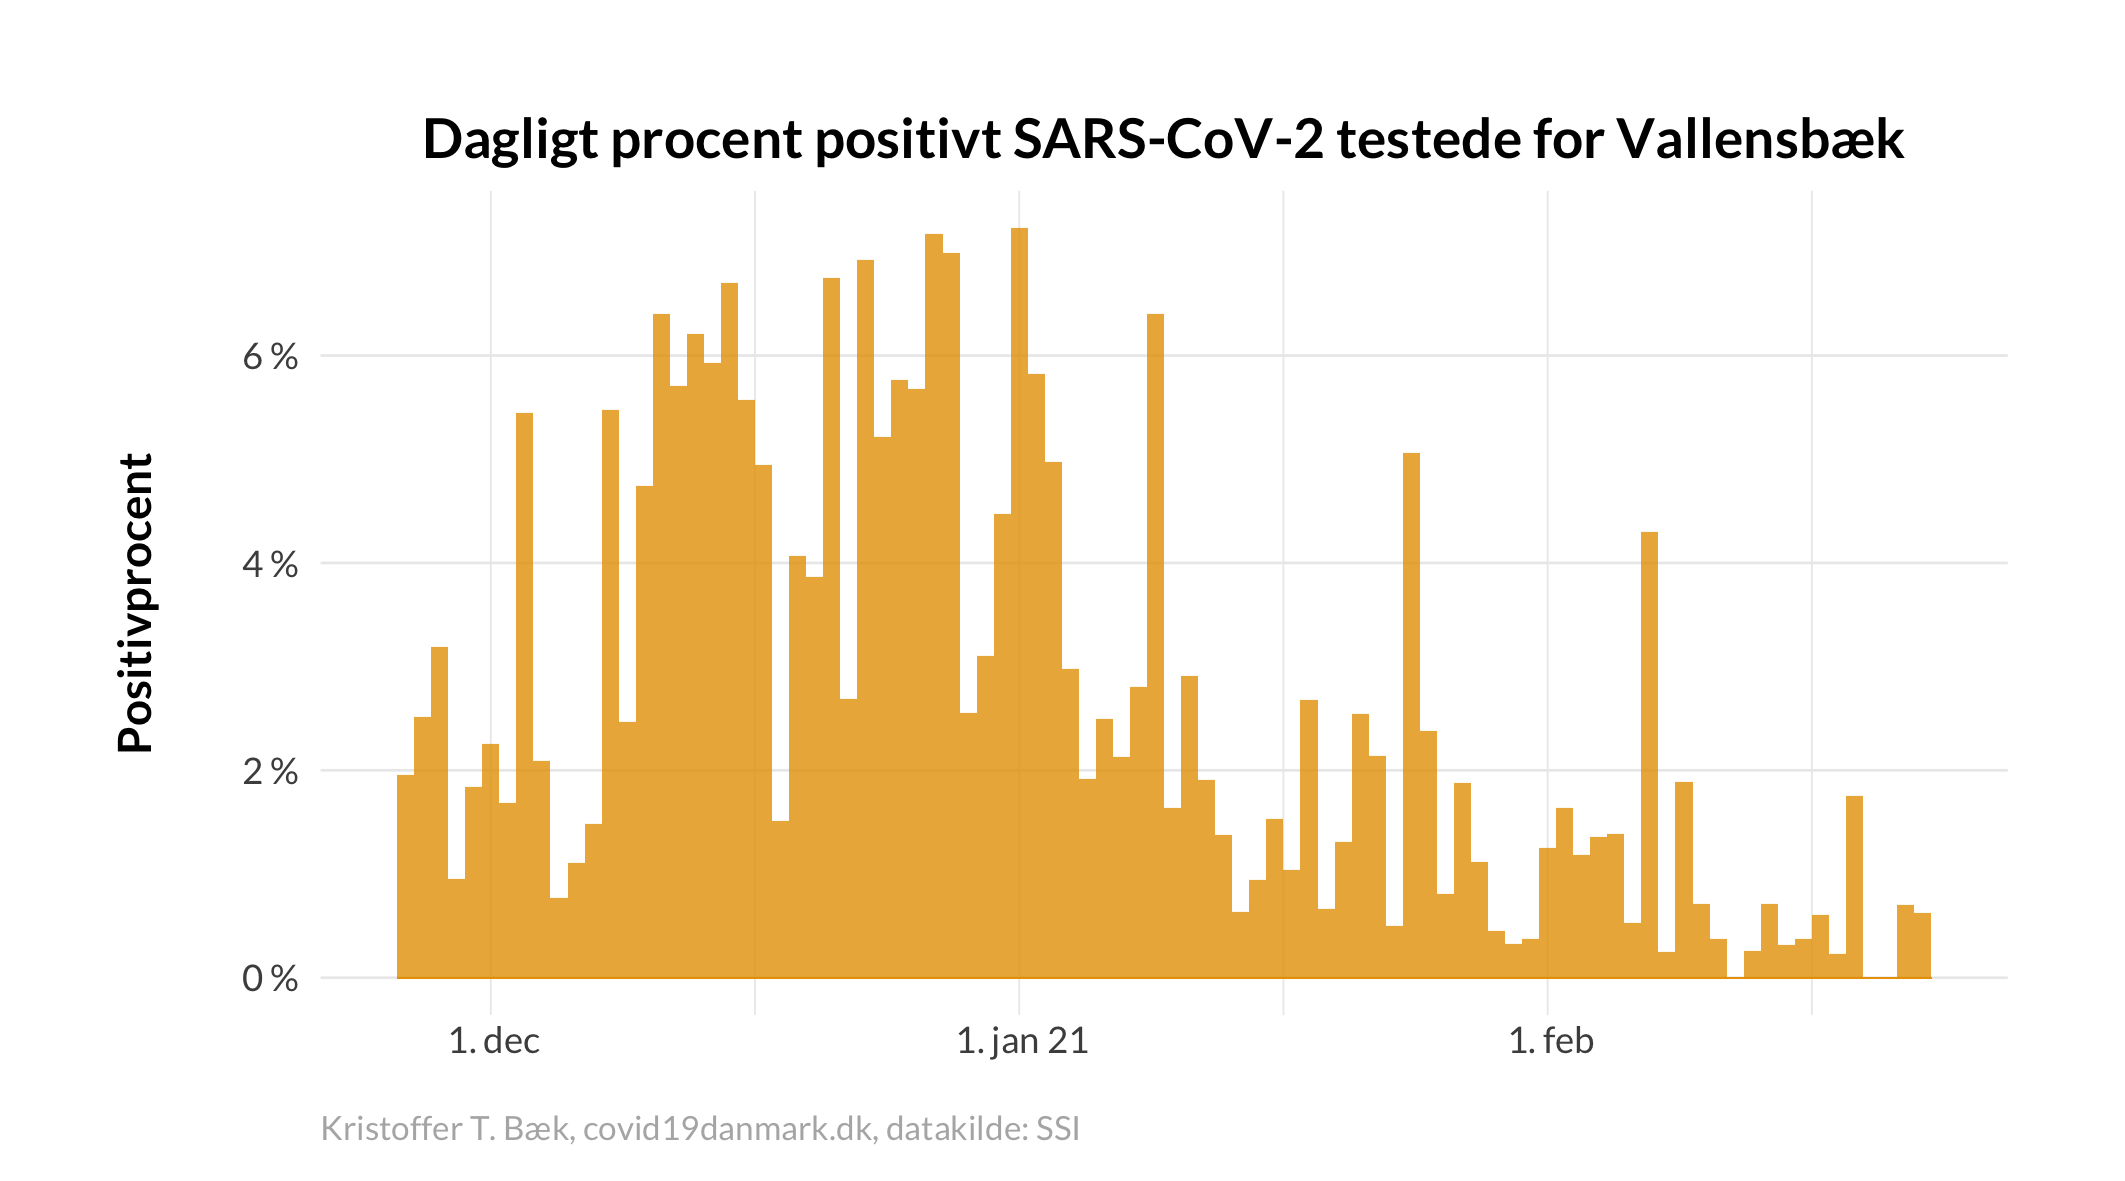 Dagligt procent positivt SARS-CoV-2 testede for Vallensbæk
Positivprocent
6 %
4 %
2 %
0 %
1. dec
1. jan 21
1. feb
Kristoffer T. Bæk, covid19danmark.dk, datakilde: SSI